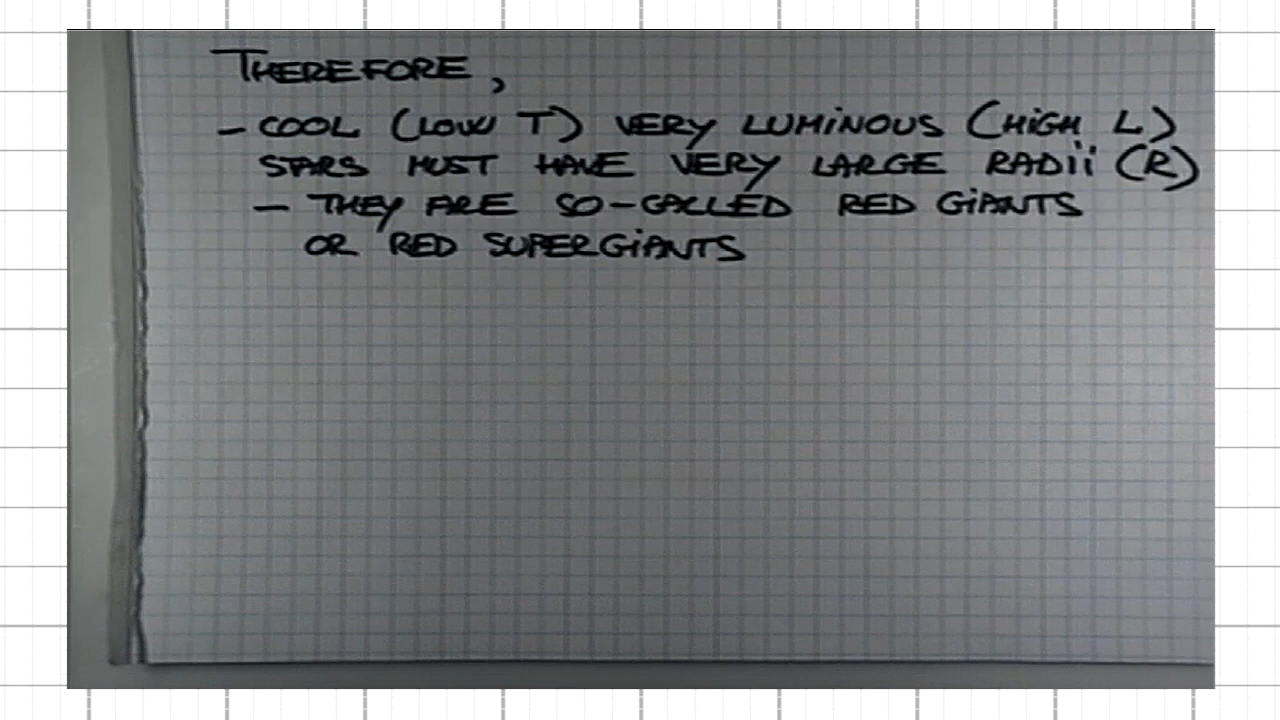 THEREFORE,
- COOL (LOW T) VERY LUMINOUS (HIGH L)
STARS MUST HAVE VERY LARGE RADII (R)
- THEY ARE SO-CALLED RED GIANTS
OR RED SUPERGIANTS